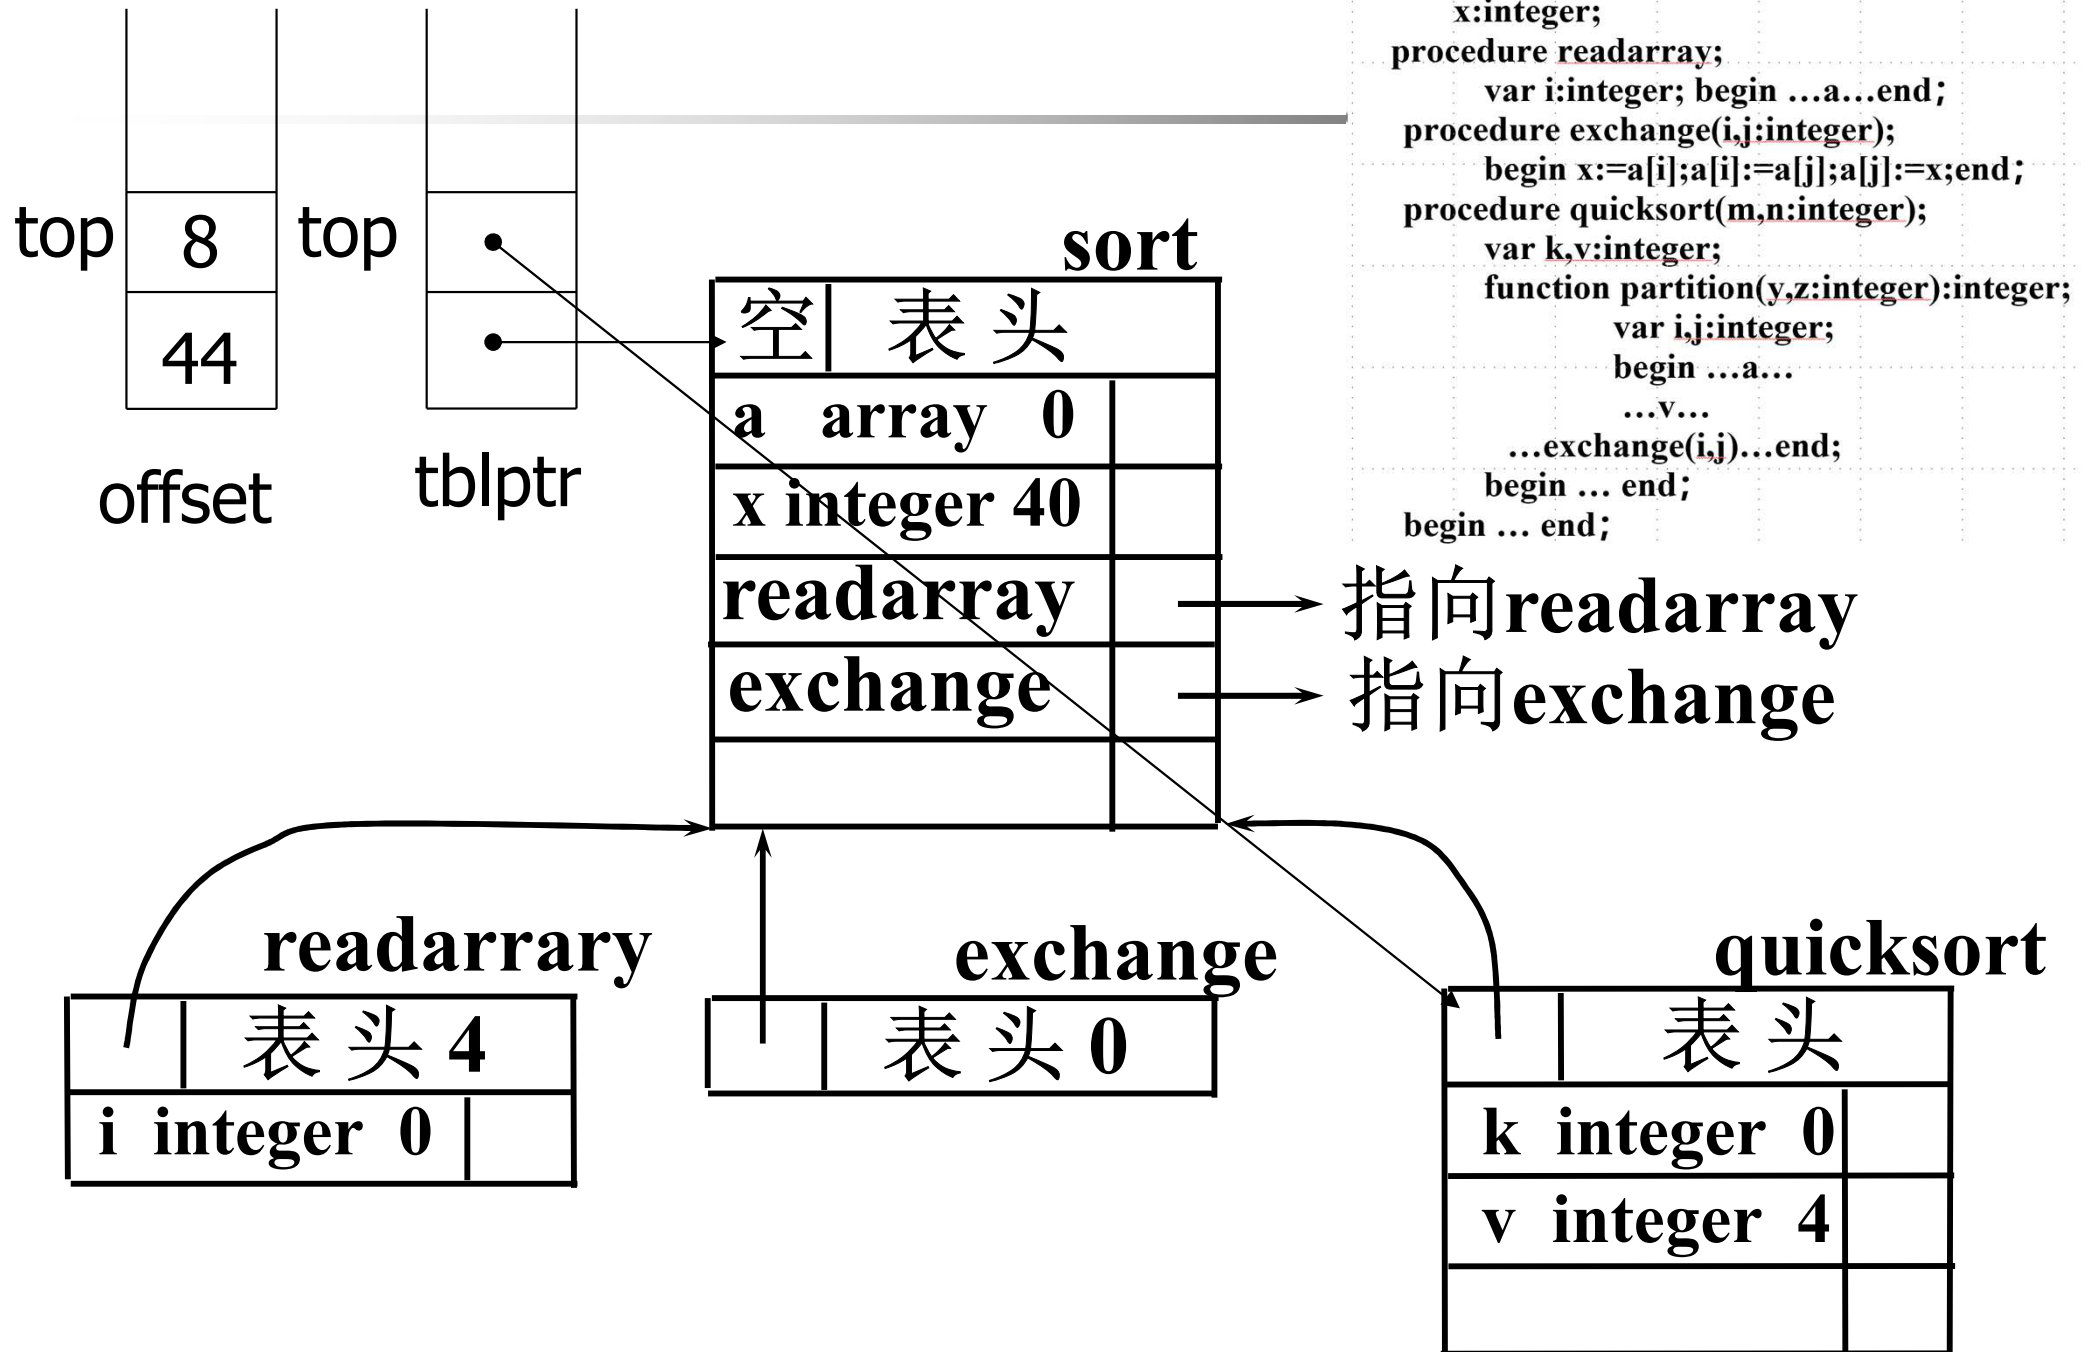 x:integer;
procedure readarray;
var i:integer; begin …a…end;
procedure exchange(i,j:integer);
begin x:=a[i];a[i]:=a[j];a[j]:=x;end;
procedure quicksort(m,n:integer);
var k,v:integer;
function partition(y,z:integer):integer;
var i,j:integer;
begin …a…
…v…
…exchange(i,j)…end;
begin … end;
begin … end;
top 8 top
44
offset tblptr
sort
空 表 头
a array 0
x integer 40
readarray 指向readarray
exchange 指向exchange
readarrary
表 头 4
i integer 0
exchange
表 头 0
quicksort
表 头
k integer 0
v integer 4